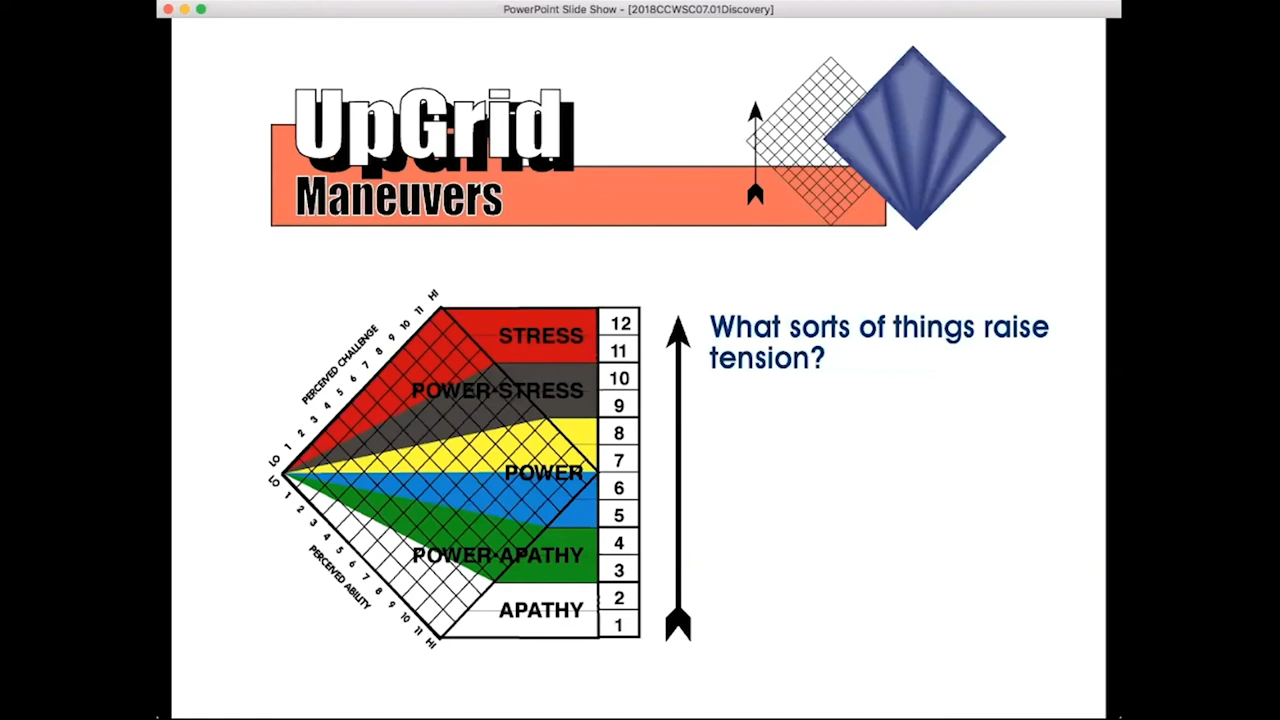 PowerPoint Slide Show - [2018CCWSC07.01Discovery]
UpGrid
Maneuvers
PERCEIVED CHALLENGE
LO 1 2 3 4 5 6 7 8 9 10 11 HI
LO 1 2 3 4 5 6 7 8 9 10 11 HI
PERCEIVED ABILITY
STRESS
POWER-STRESS
POWER
POWER-APATHY
APATHY
12
11
10
9
8
7
6
5
4
3
2
1
What sorts of things raise
tension?